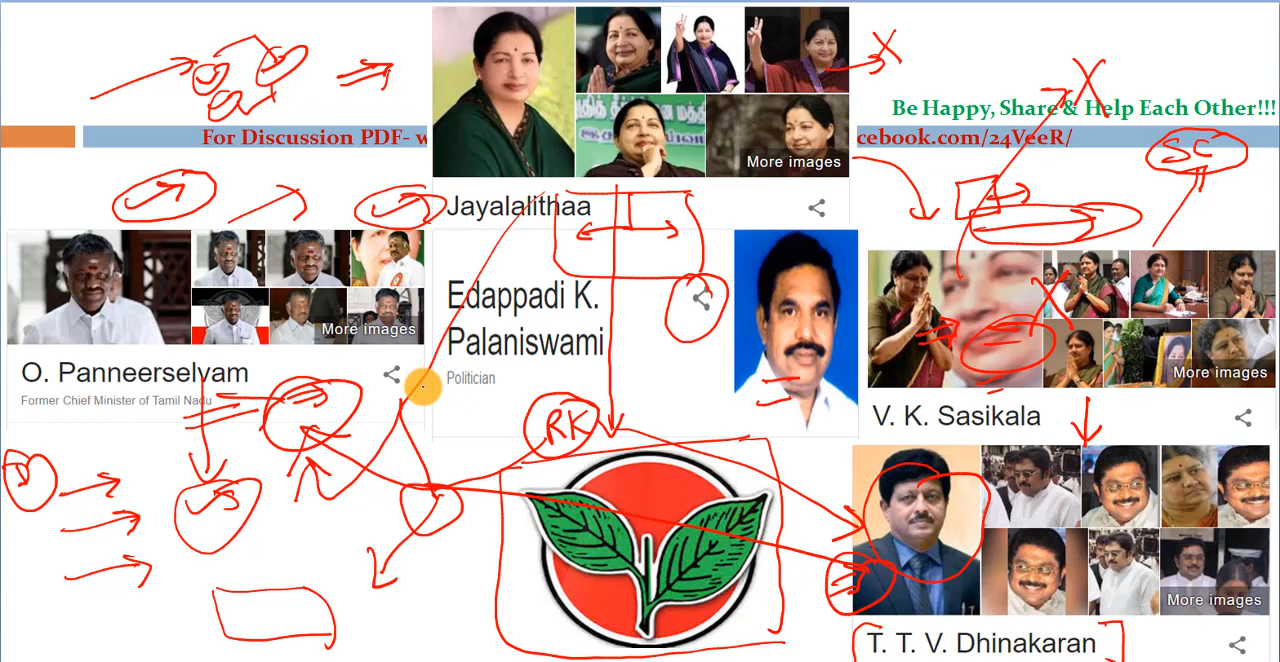 Be Happy, Share & Help Each Other!!!
For Discussion PDF- w
cebook.com/24VeeR/
SC
More images
Jayalalithaa
More images
O. Panneerselvam
Former Chief Minister of Tamil Nadu
Edappadi K.
Palaniswami
Politician
More images
V. K. Sasikala
RK
More images
T. T. V. Dhinakaran